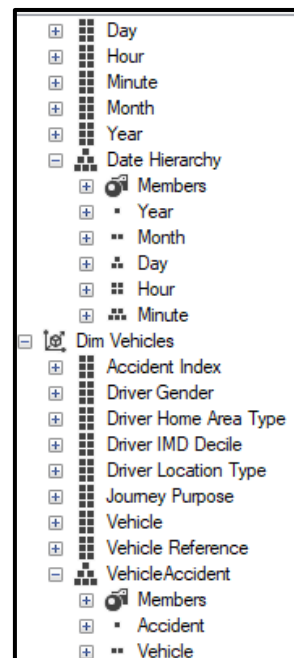 Day
Hour
Minute
Month
Year
Date Hierarchy
Members
Year
Month
Day
Hour
Minute
Dim Vehicles
Accident Index
Driver Gender
Driver Home Area Type
Driver IMD Decile
Driver Location Type
Journey Purpose
Vehicle
Vehicle Reference
VehicleAccident
Members
Accident
Vehicle